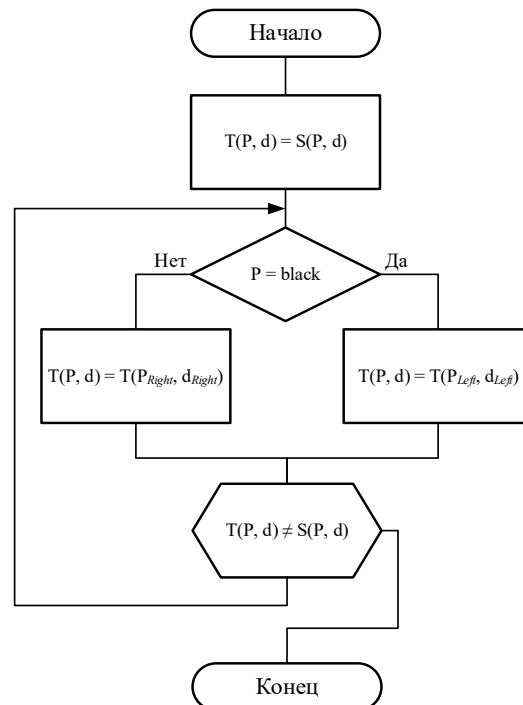 Начало
T(P, d) = S(P, d)
Нет
Да
P = black
T(P, d) = T(P_Right, d_Right)
T(P, d) = T(P_Left, d_Left)
T(P, d) ≠ S(P, d)
Конец